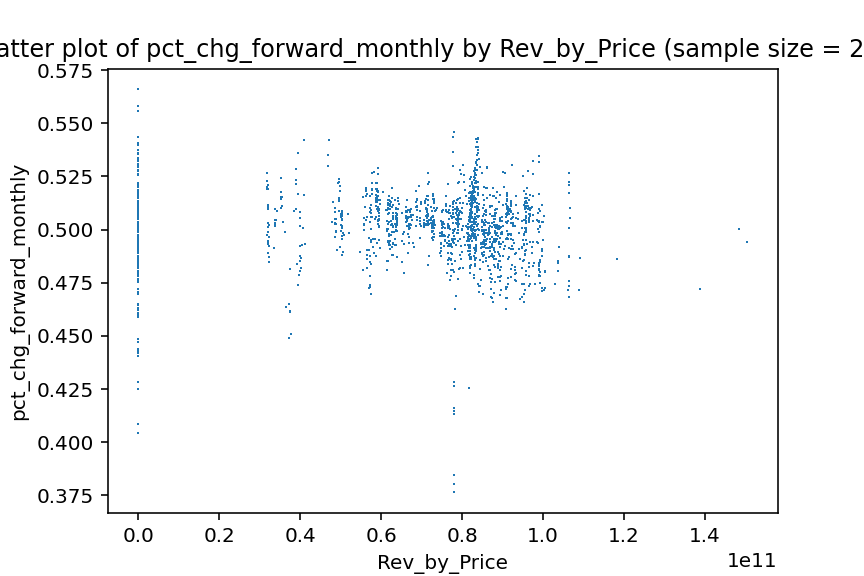 atter plot of pct_chg_forward_monthly by Rev_by_Price (sample size = 2
0.575
0.550
0.525
0.500
0.475
0.450
0.425
0.400
0.375
pct_chg_forward_monthly
0.0 0.2 0.4 0.6 0.8 1.0 1.2 1.4
1e11
Rev_by_Price